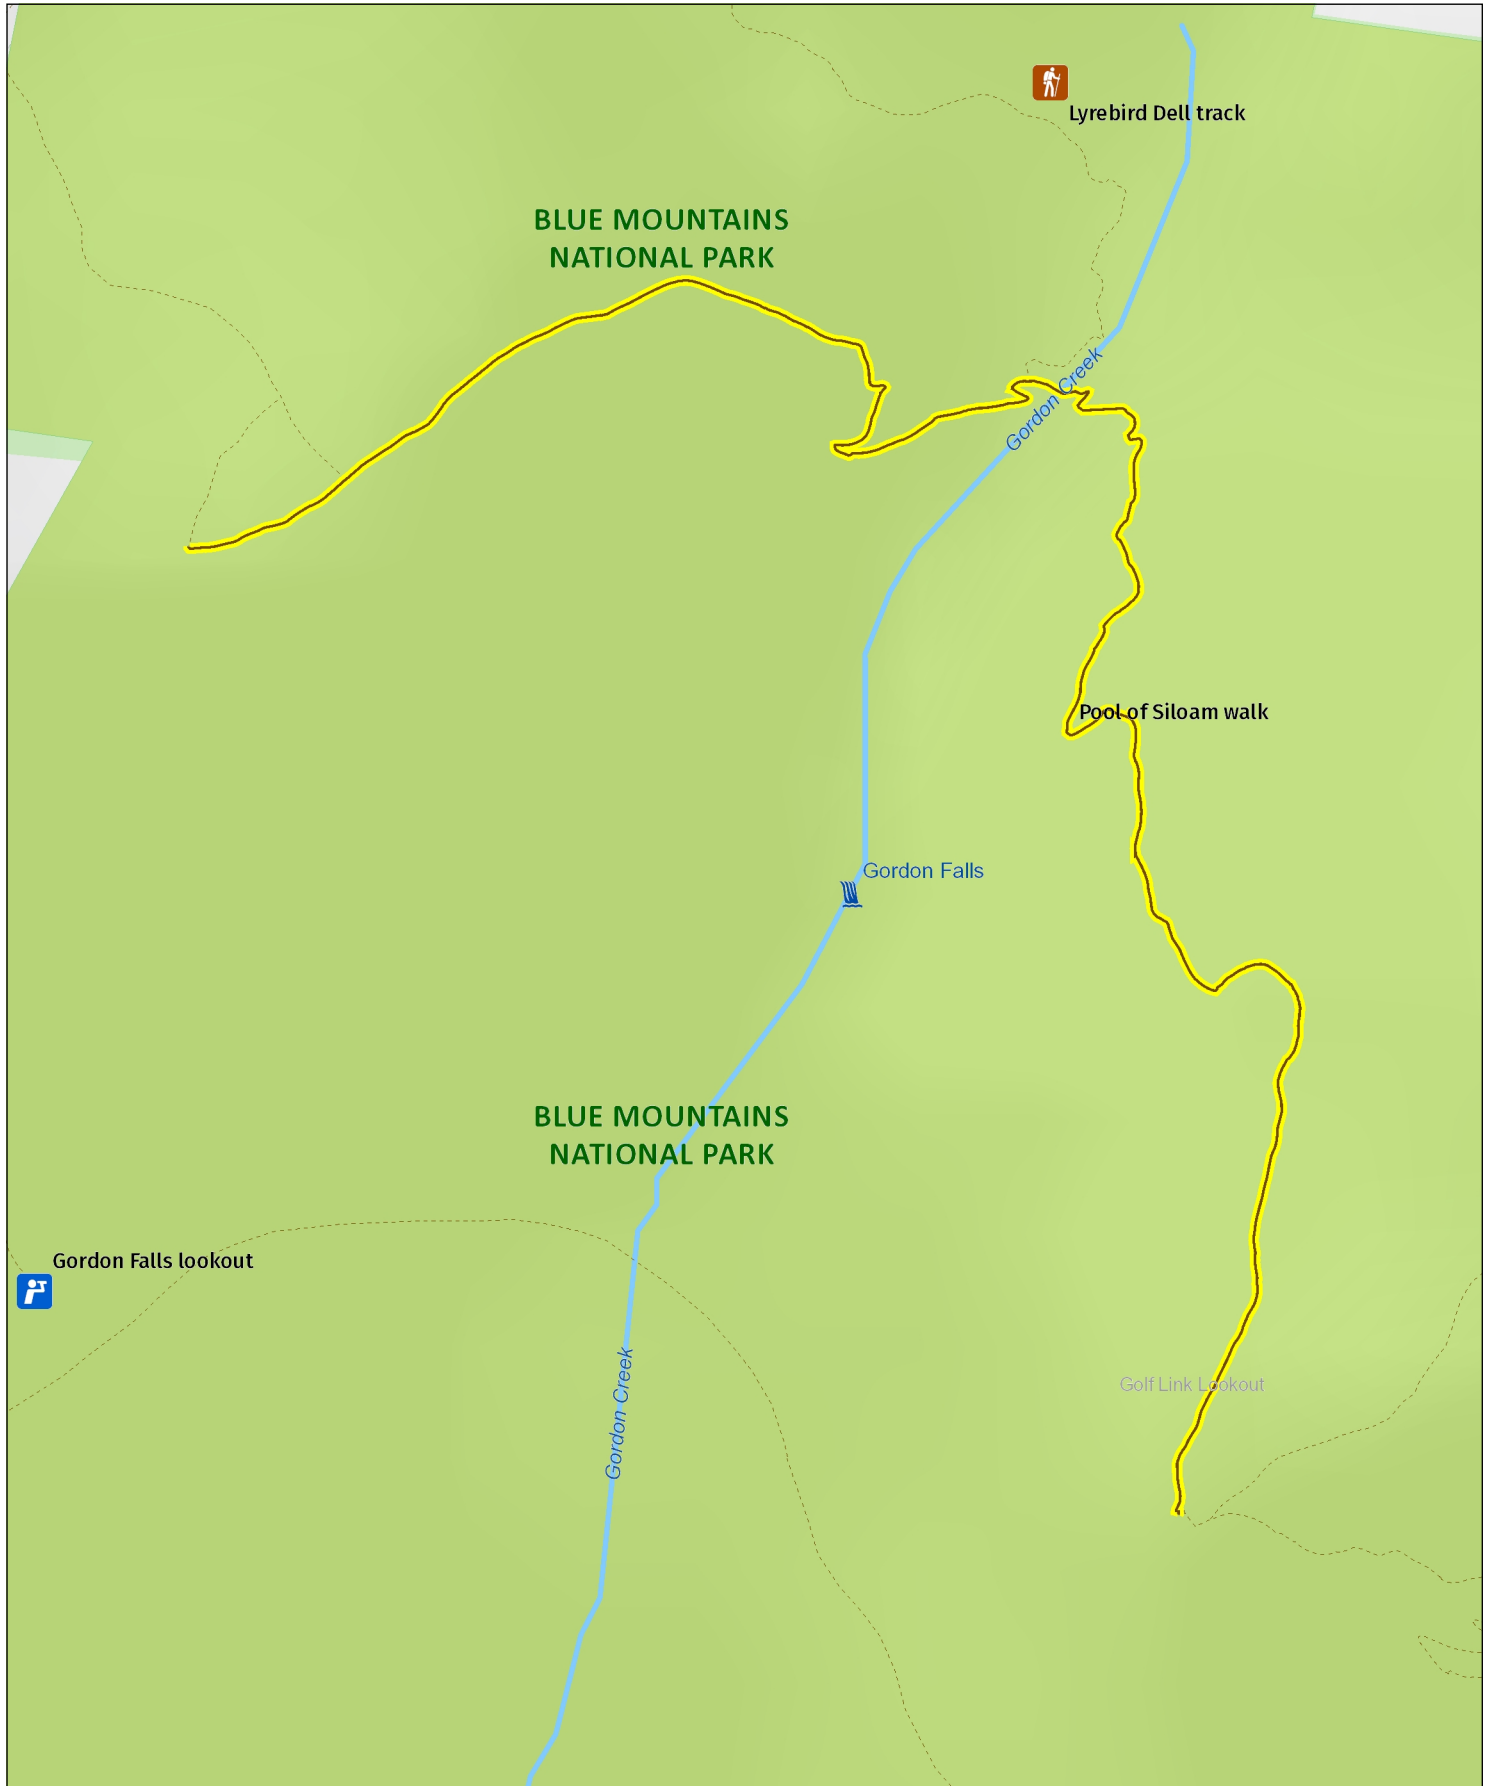 Lyrebird Dell track
BLUE MOUNTAINS
NATIONAL PARK
Gordon Creek
Pool of Siloam walk
Gordon Falls
BLUE MOUNTAINS
NATIONAL PARK
Gordon Falls lookout
Gordon Creek
Golf Link Lookout